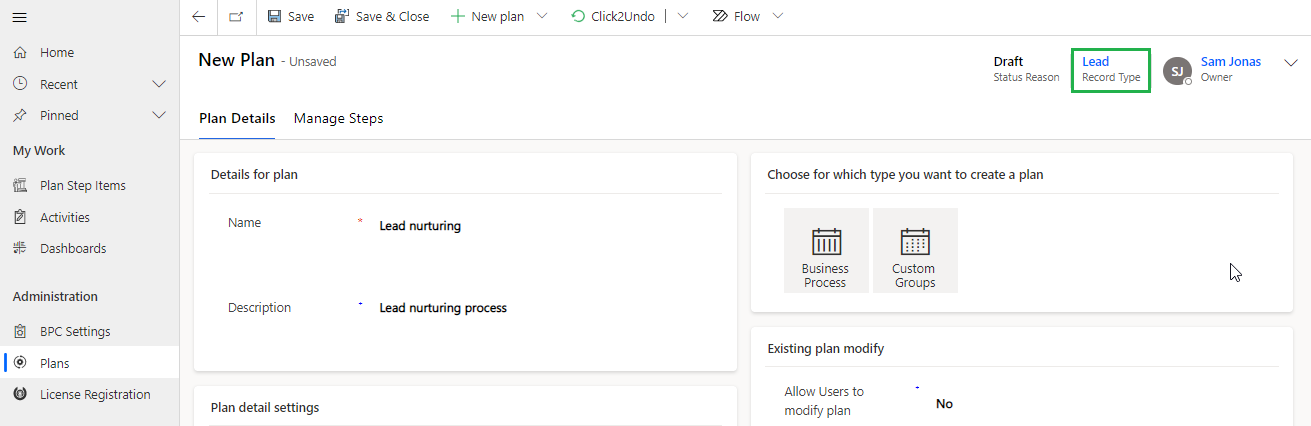 Save
Save & Close
New plan
Click2Undo
Flow
Home
Recent
Pinned
My Work
Plan Step Items
Activities
Dashboards
Administration
BPC Settings
Plans
License Registration
New Plan - Unsaved
Draft
Status Reason
Lead
Record Type
SJ
Sam Jonas
Owner
Plan Details
Manage Steps
Details for plan
Name * Lead nurturing
Description + Lead nurturing process
Plan detail settings
Choose for which type you want to create a plan
Business
Process
Custom
Groups
Existing plan modify
Allow Users to
modify plan
+
No